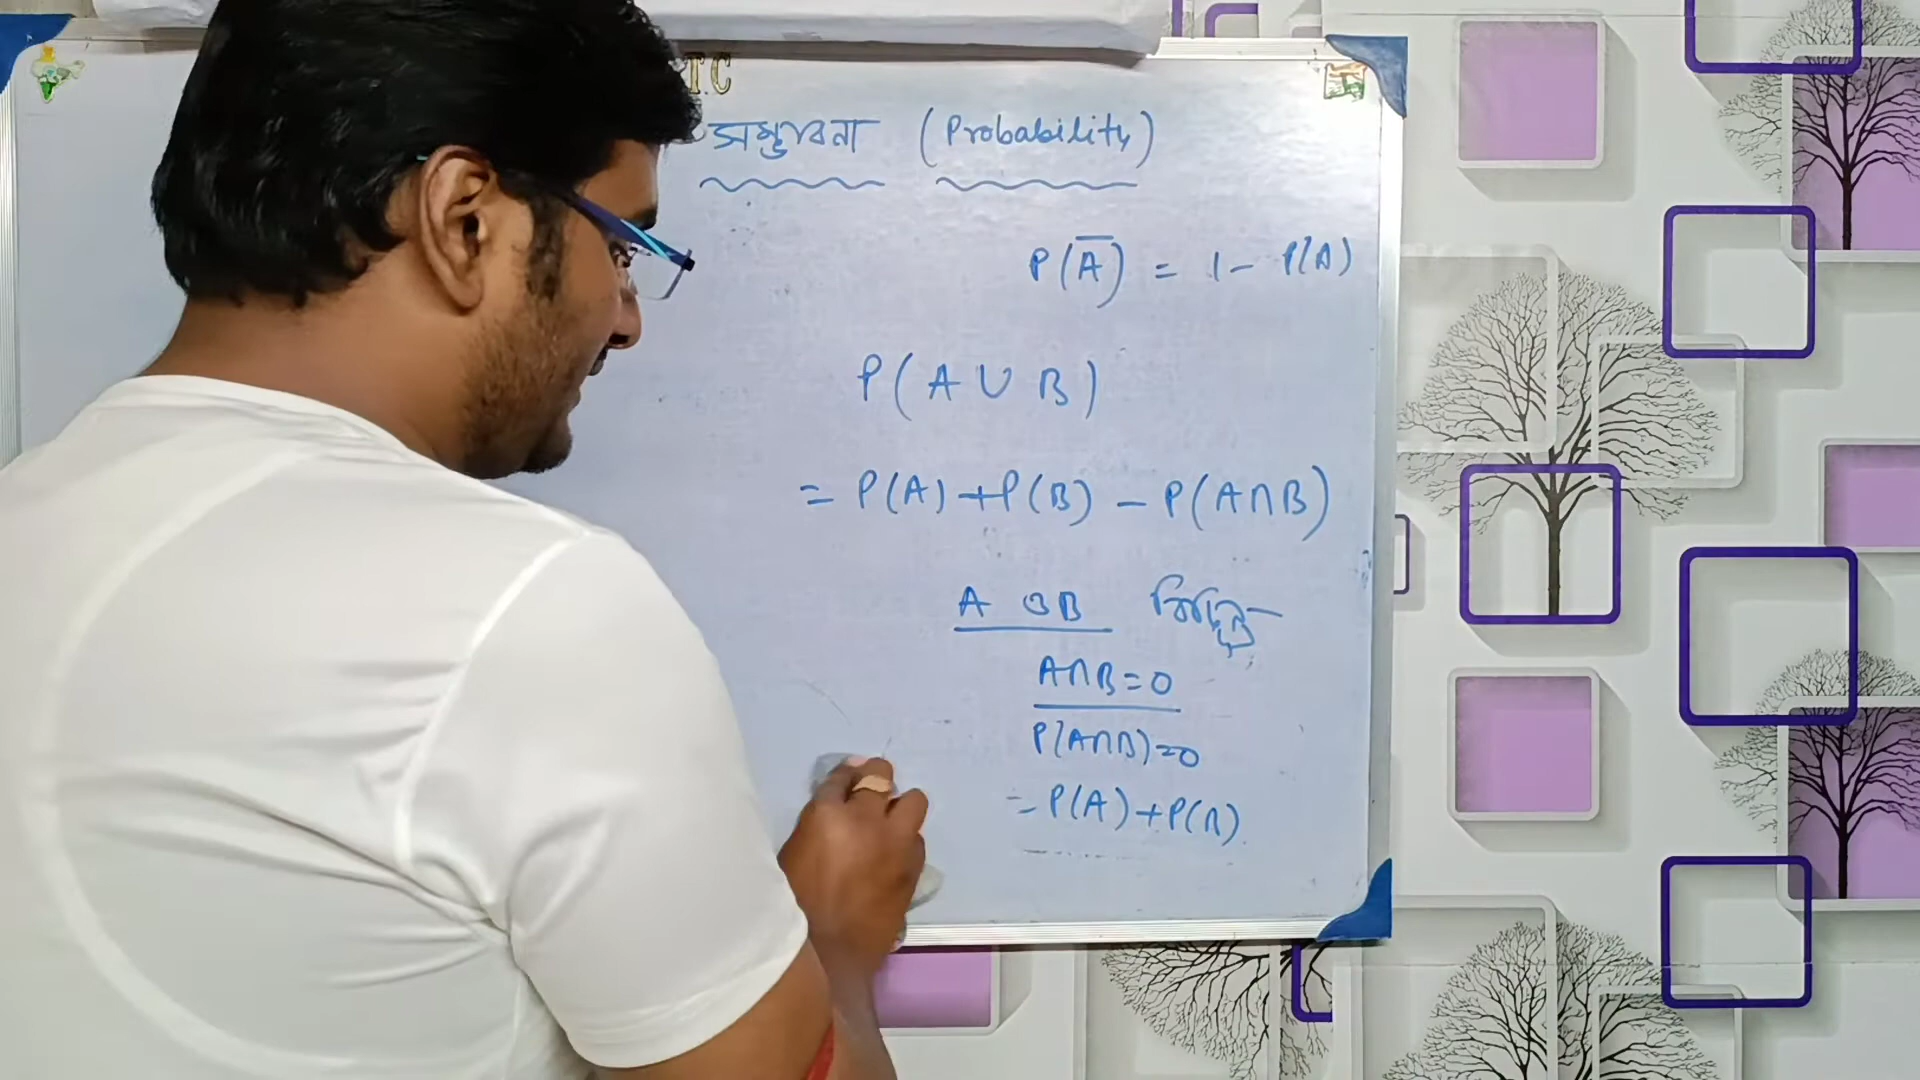 T.C
সম্ভাবনা (Probability)
P(A̅) = 1 - P(A)
P(A∪B)
= P(A)+P(B) - P(A∩B)
A ও B
A∩B=0
P(A∩B)=0
= P(A)+P(B)